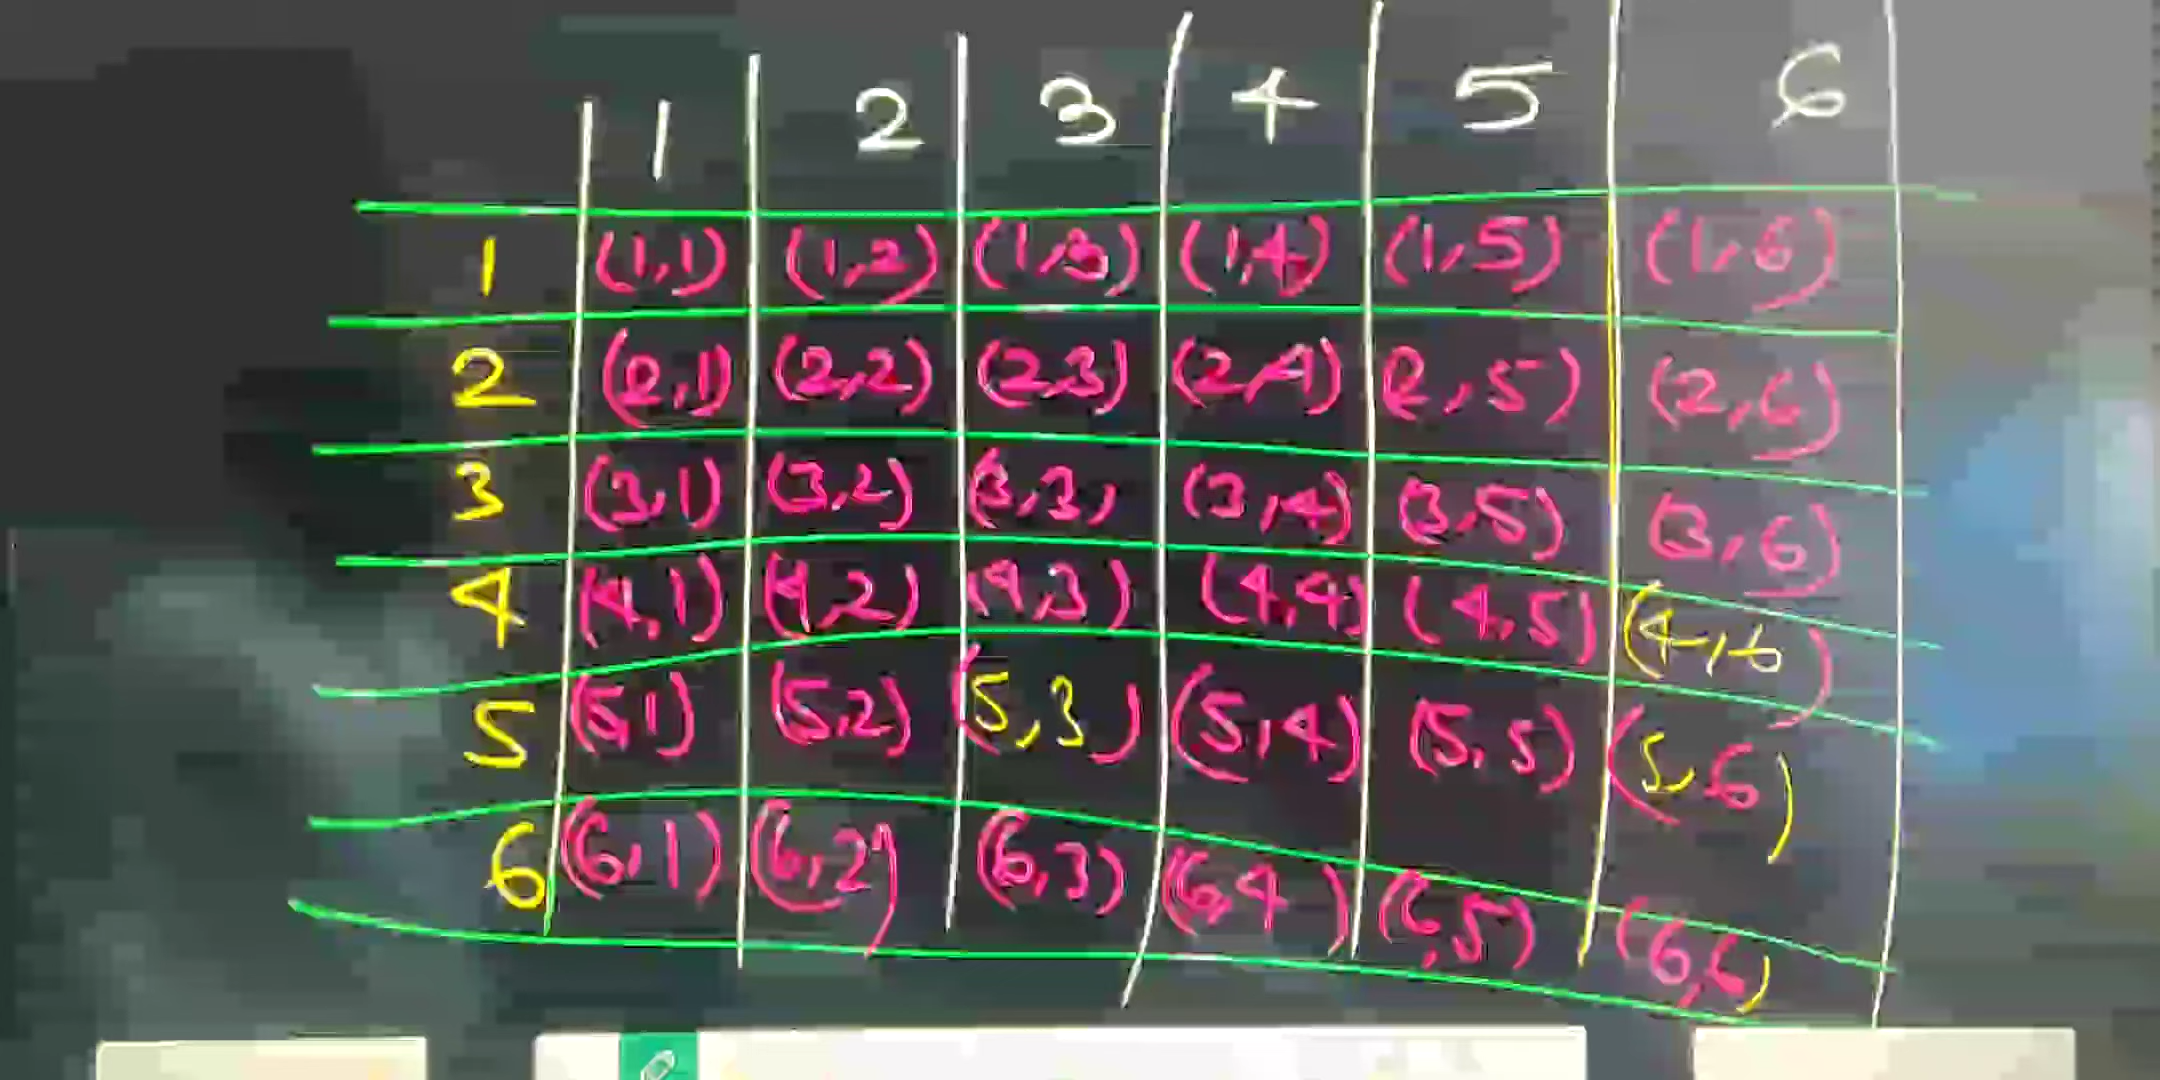 1 2 3 4 5 6
1 (1,1) (1,2) (1,3) (1,4) (1,5) (1,6)
2 (2,1) (2,2) (2,3) (2,4) (2,5) (2,6)
3 (3,1) (3,2) (3,3) (3,4) (3,5) (3,6)
4 (4,1) (4,2) (4,3) (4,4) (4,5) (4,6)
5 (5,1) (5,2) (5,3) (5,4) (5,5) (5,6)
6 (6,1) (6,2) (6,3) (6,4) (6,5) (6,6)